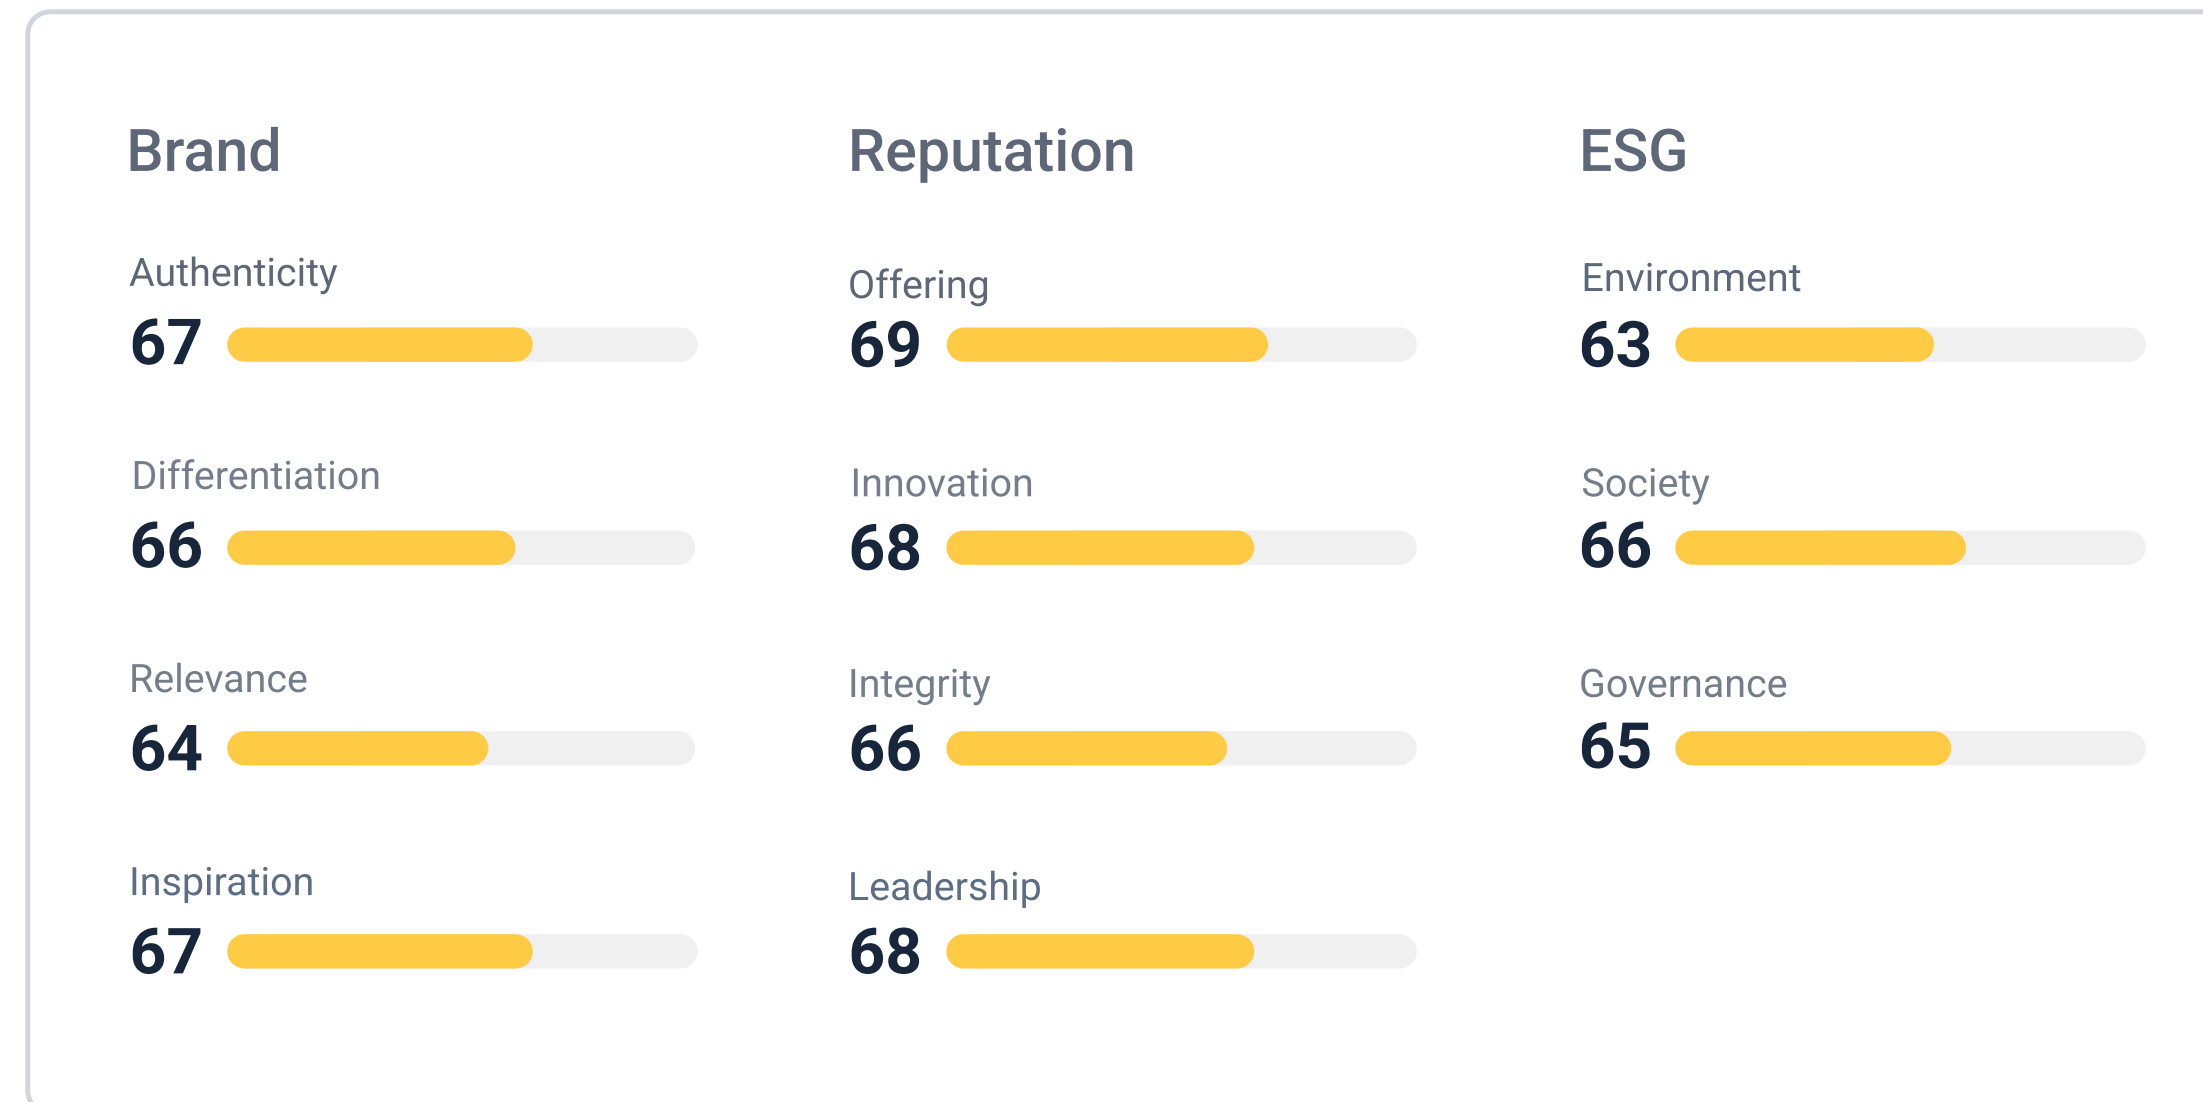 Brand
Authenticity
67
Differentiation
66
Relevance
64
Inspiration
67
Reputation
Offering
69
Innovation
68
Integrity
66
Leadership
68
ESG
Environment
63
Society
66
Governance
65